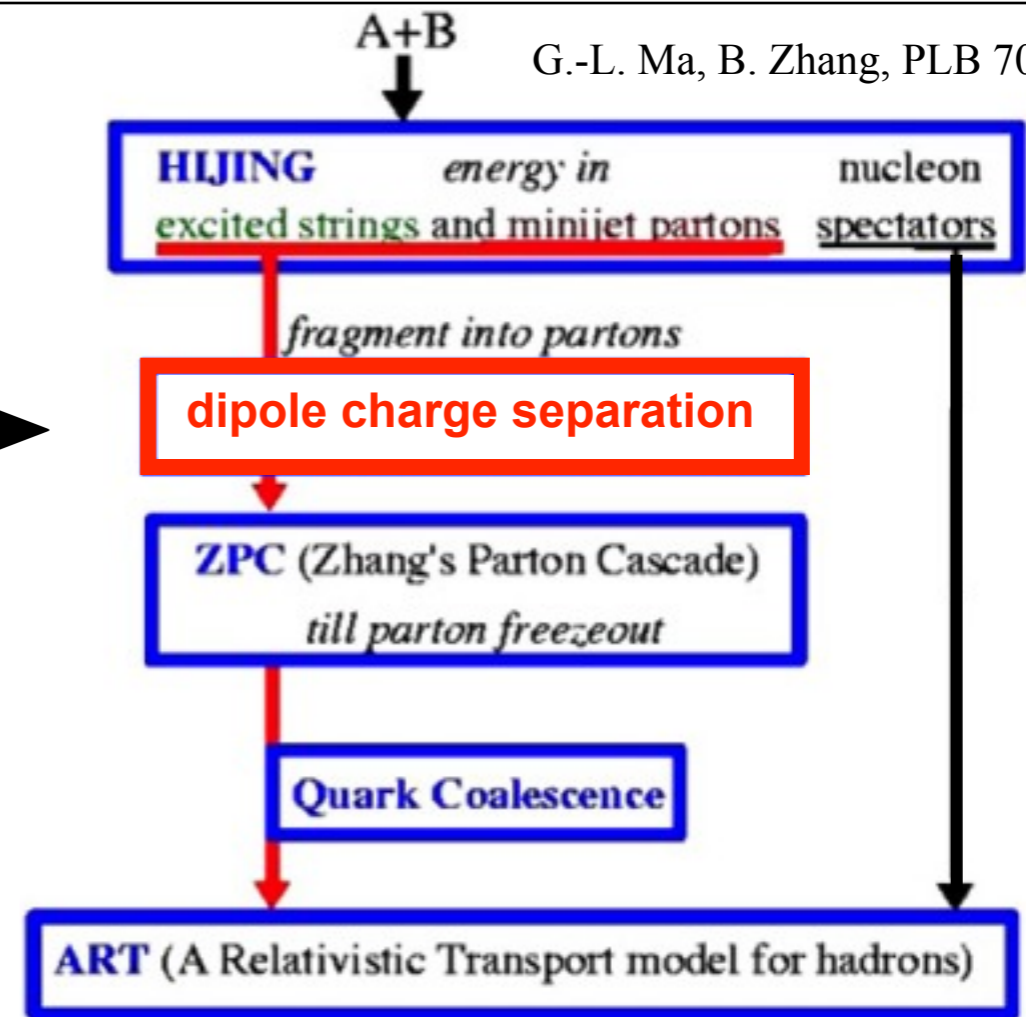 A+B
G.-L. Ma, B. Zhang, PLB 70
HIJING energy in nucleon
excited strings and minijet partons spectators
fragment into partons
dipole charge separation
ZPC (Zhang's Parton Cascade)
till parton freezeout
Quark Coalescence
ART (A Relativistic Transport model for hadrons)